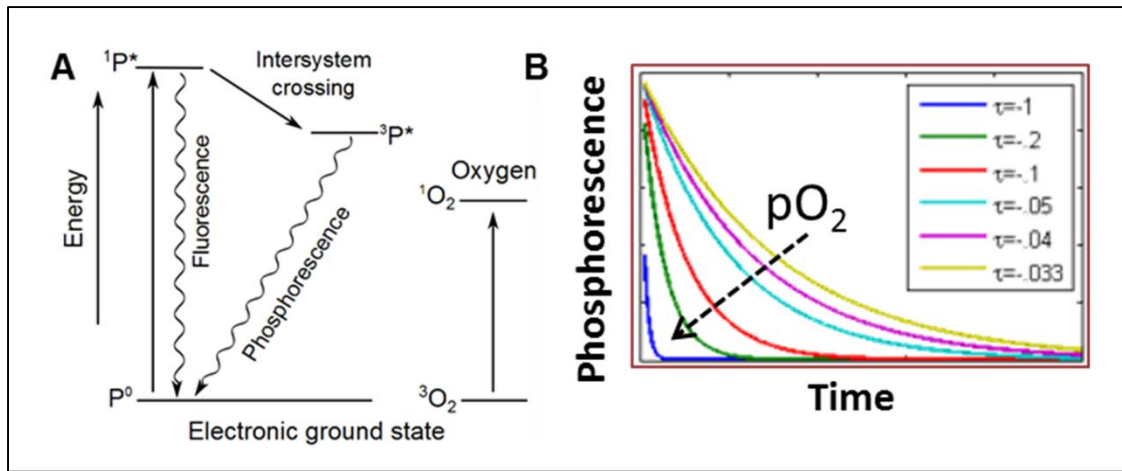 A
¹P*
Intersystem
crossing
³P*
Energy
Fluorescence
Phosphorescence
Oxygen
¹O₂
P⁰
³O₂
Electronic ground state
B
Phosphorescence
pO₂
τ=-1
τ=-.2
τ=-.1
τ=-.05
τ=-.04
τ=-.033
Time